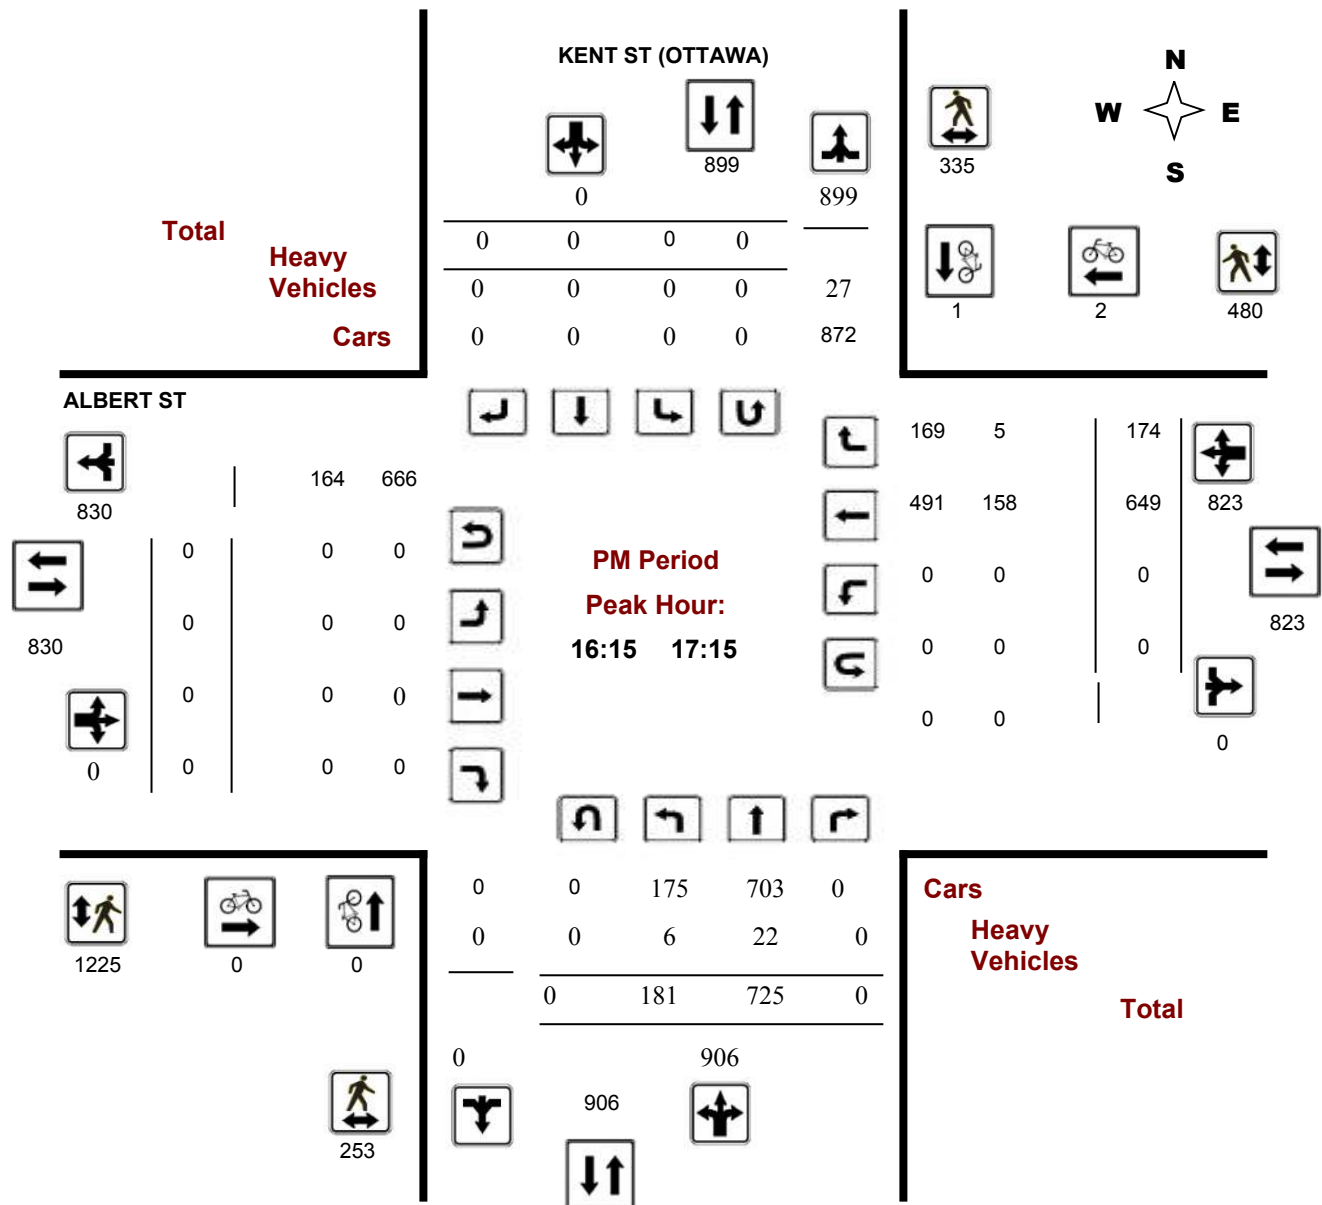 KENT ST (OTTAWA)
N
W E
S
899
335
0 899
Total
0 0 0 0
Heavy
Vehicles
0 0 0 0 27
Cars
0 0 0 0 872
1 2 480
ALBERT ST
830
164 666
0 0 0
0 0 0
830
0 0 0
0
0 0 0
PM Period
Peak Hour:
16:15 17:15
169 5 174
491 158 649 823
0 0 0
823
0 0 0
0 0
0
1225 0 0
0 0 175 703 0
0 0 6 22 0
0 181 725 0
0 906
906
253
Cars
Heavy
Vehicles
Total